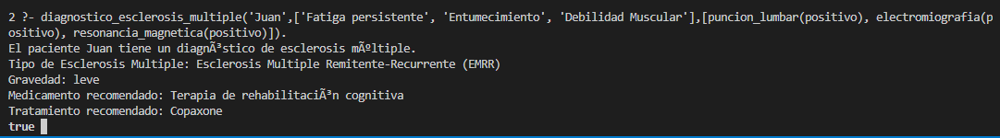 2 ?- diagnostico_esclerosis_multiple('Juan',['Fatiga persistente', 'Entumecimiento', 'Debilidad Muscular'],[puncion_lumbar(positivo), electromiografia(p
ositivo), resonancia_magnetica(positivo)]).
El paciente Juan tiene un diagnÃ³stico de esclerosis mÃºltiple.
Tipo de Esclerosis Multiple: Esclerosis Multiple Remitente-Recurrente (EMRR)
Gravedad: leve
Medicamento recomendado: Terapia de rehabilitaciÃ³n cognitiva
Tratamiento recomendado: Copaxone
true